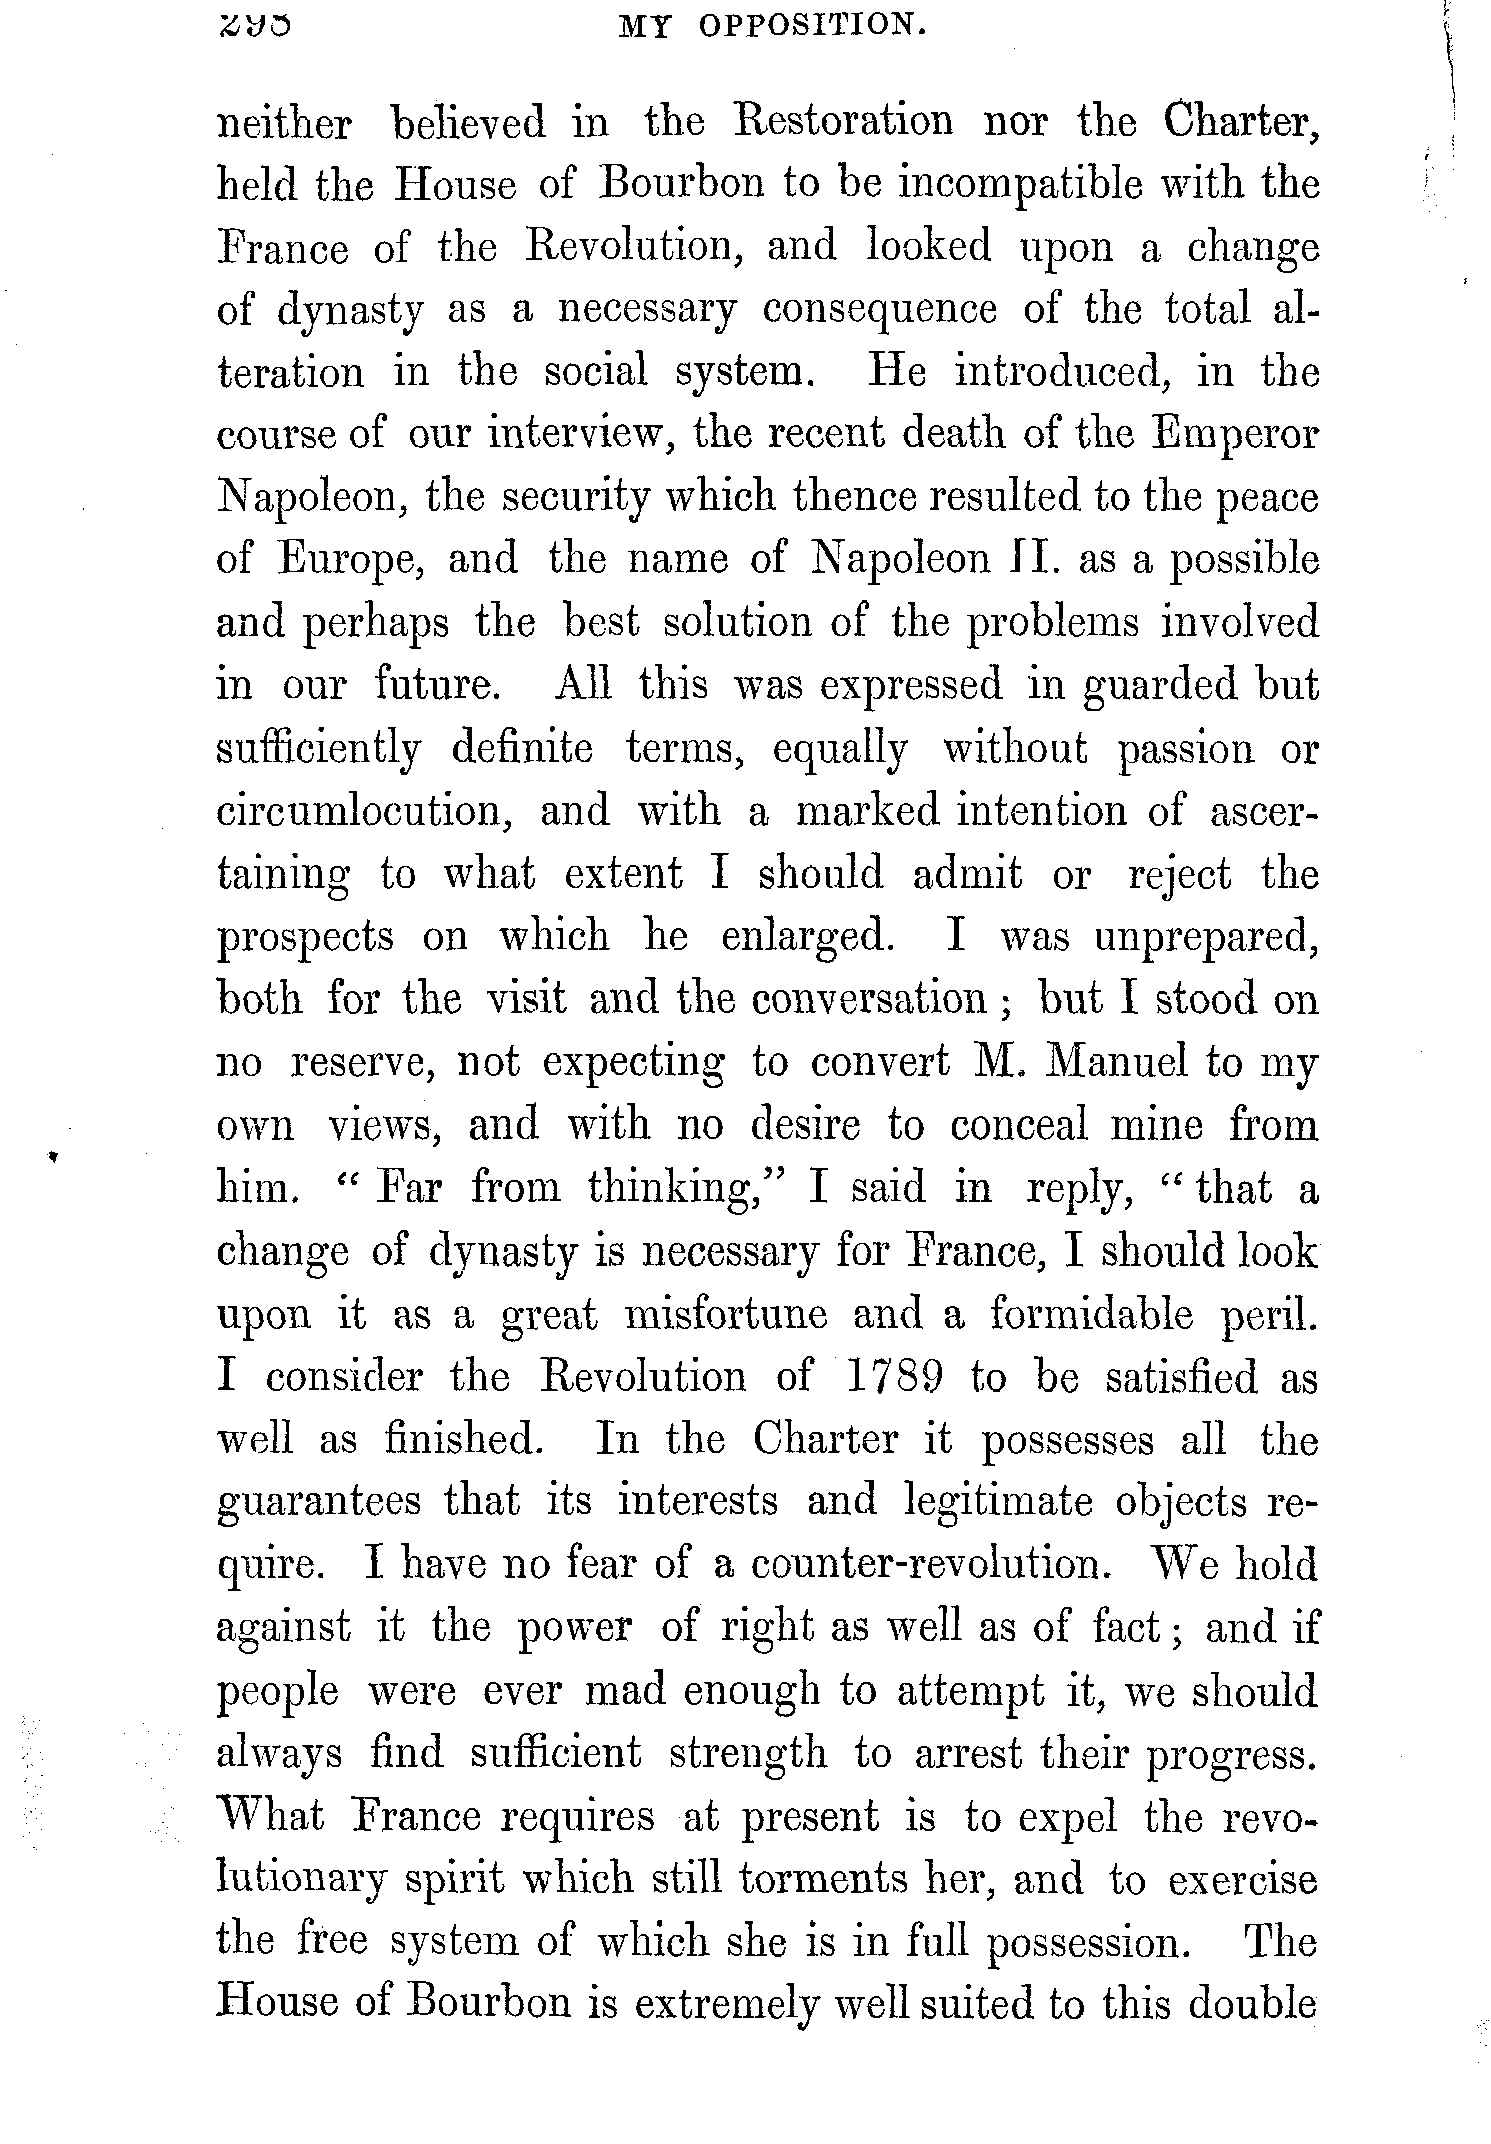 MY OPPOSITION.
neither believed in the Restoration nor the Charter,
held the House of Bourbon to be incompatible with the
France of the Revolution, and looked upon a change
of dynasty as a necessary consequence of the total al-
teration in the social system. He introduced, in the
course of our interview, the recent death of the Emperor
Napoleon, the security which thence resulted to the peace
of Europe, and the name of Napoleon II. as a possible
and perhaps the best solution of the problems involved
in our future. All this was expressed in guarded but
sufficiently definite terms, equally without passion or
circumlocution, and with a marked intention of ascer-
taining to what extent I should admit or reject the
prospects on which he enlarged. I was unprepared,
both for the visit and the conversation ; but I stood on
no reserve, not expecting to convert M. Manuel to my
own views, and with no desire to conceal mine from
him. “ Far from thinking,” I said in reply, “ that a
change of dynasty is necessary for France, I should look
upon it as a great misfortune and a formidable peril.
I consider the Revolution of 1789 to be satisfied as
well as finished. In the Charter it possesses all the
guarantees that its interests and legitimate objects re-
quire. I have no fear of a counter-revolution. We hold
against it the power of right as well as of fact ; and if
people were ever mad enough to attempt it, we should
always find sufficient strength to arrest their progress.
What France requires at present is to expel the revo-
lutionary spirit which still torments her, and to exercise
the free system of which she is in full possession. The
House of Bourbon is extremely well suited to this double